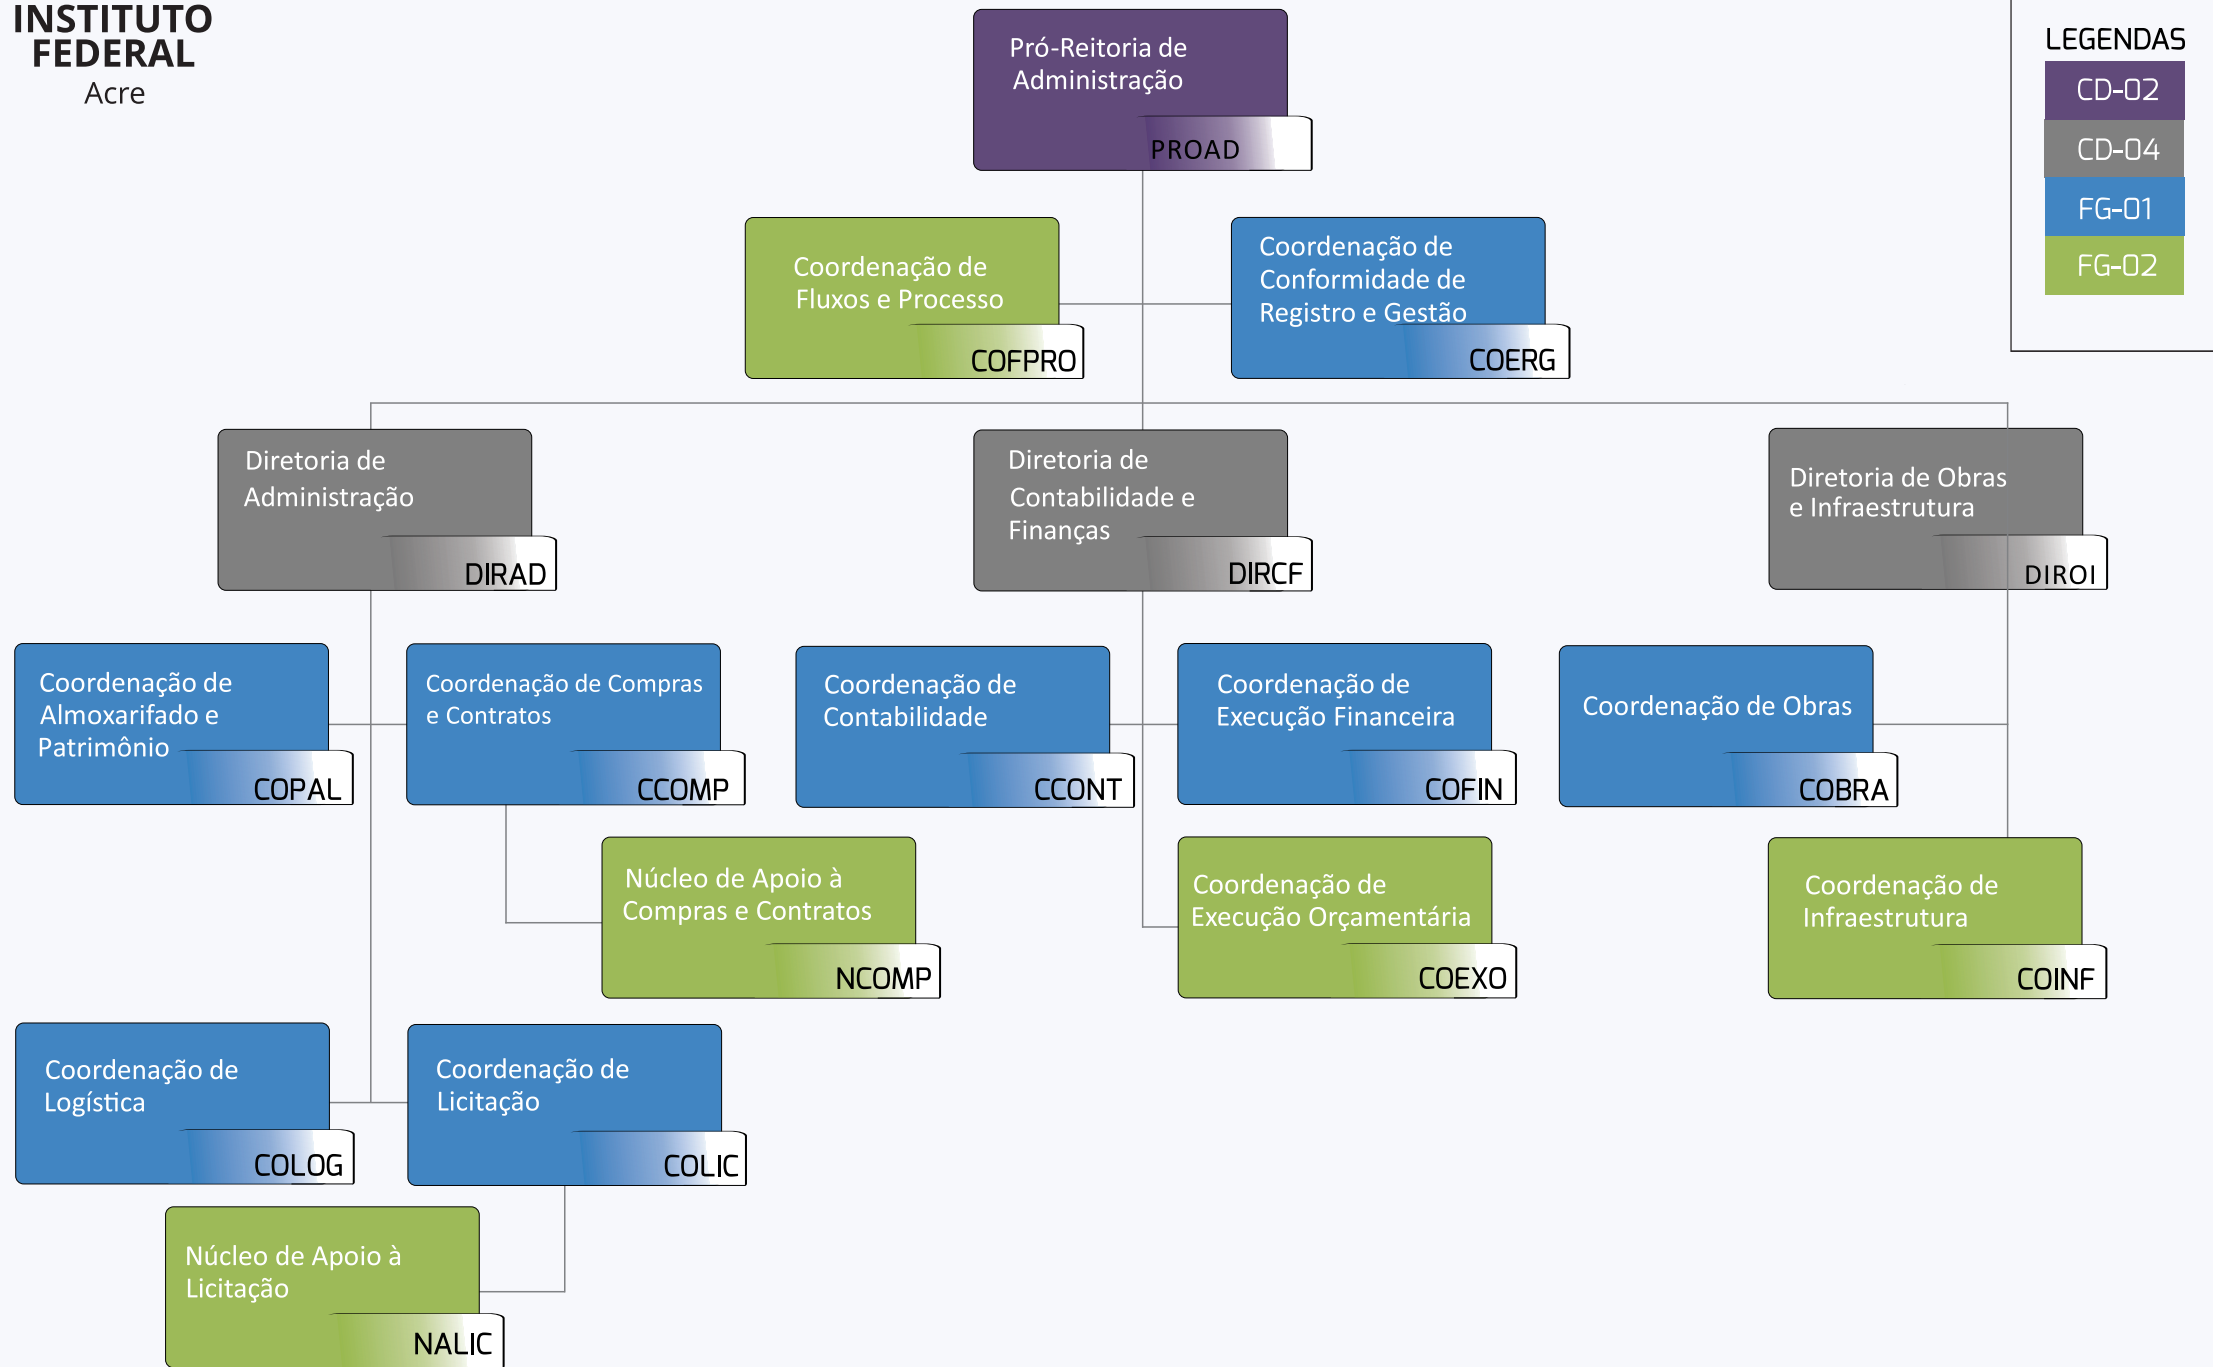 INSTITUTO
FEDERAL
Acre
LEGENDAS
CD-02
CD-04
FG-01
FG-02
Pró-Reitoria de
Administração
PROAD
Coordenação de
Fluxos e Processo
COFPRO
Coordenação de
Conformidade de
Registro e Gestão
COERG
Diretoria de
Administração
DIRAD
Diretoria de
Contabilidade e
Finanças
DIRCF
Diretoria de Obras
e Infraestrutura
DIROI
Coordenação de
Almoxarifado e
Patrimônio
COPAL
Coordenação de Compras
e Contratos
CCOMP
Coordenação de
Contabilidade
CCONT
Coordenação de
Execução Financeira
COFIN
Coordenação de Obras
COBRA
Núcleo de Apoio à
Compras e Contratos
NCOMP
Coordenação de
Execução Orçamentária
COEXO
Coordenação de
Infraestrutura
COINF
Coordenação de
Logística
COLOG
Coordenação de
Licitação
COLIC
Núcleo de Apoio à
Licitação
NALIC